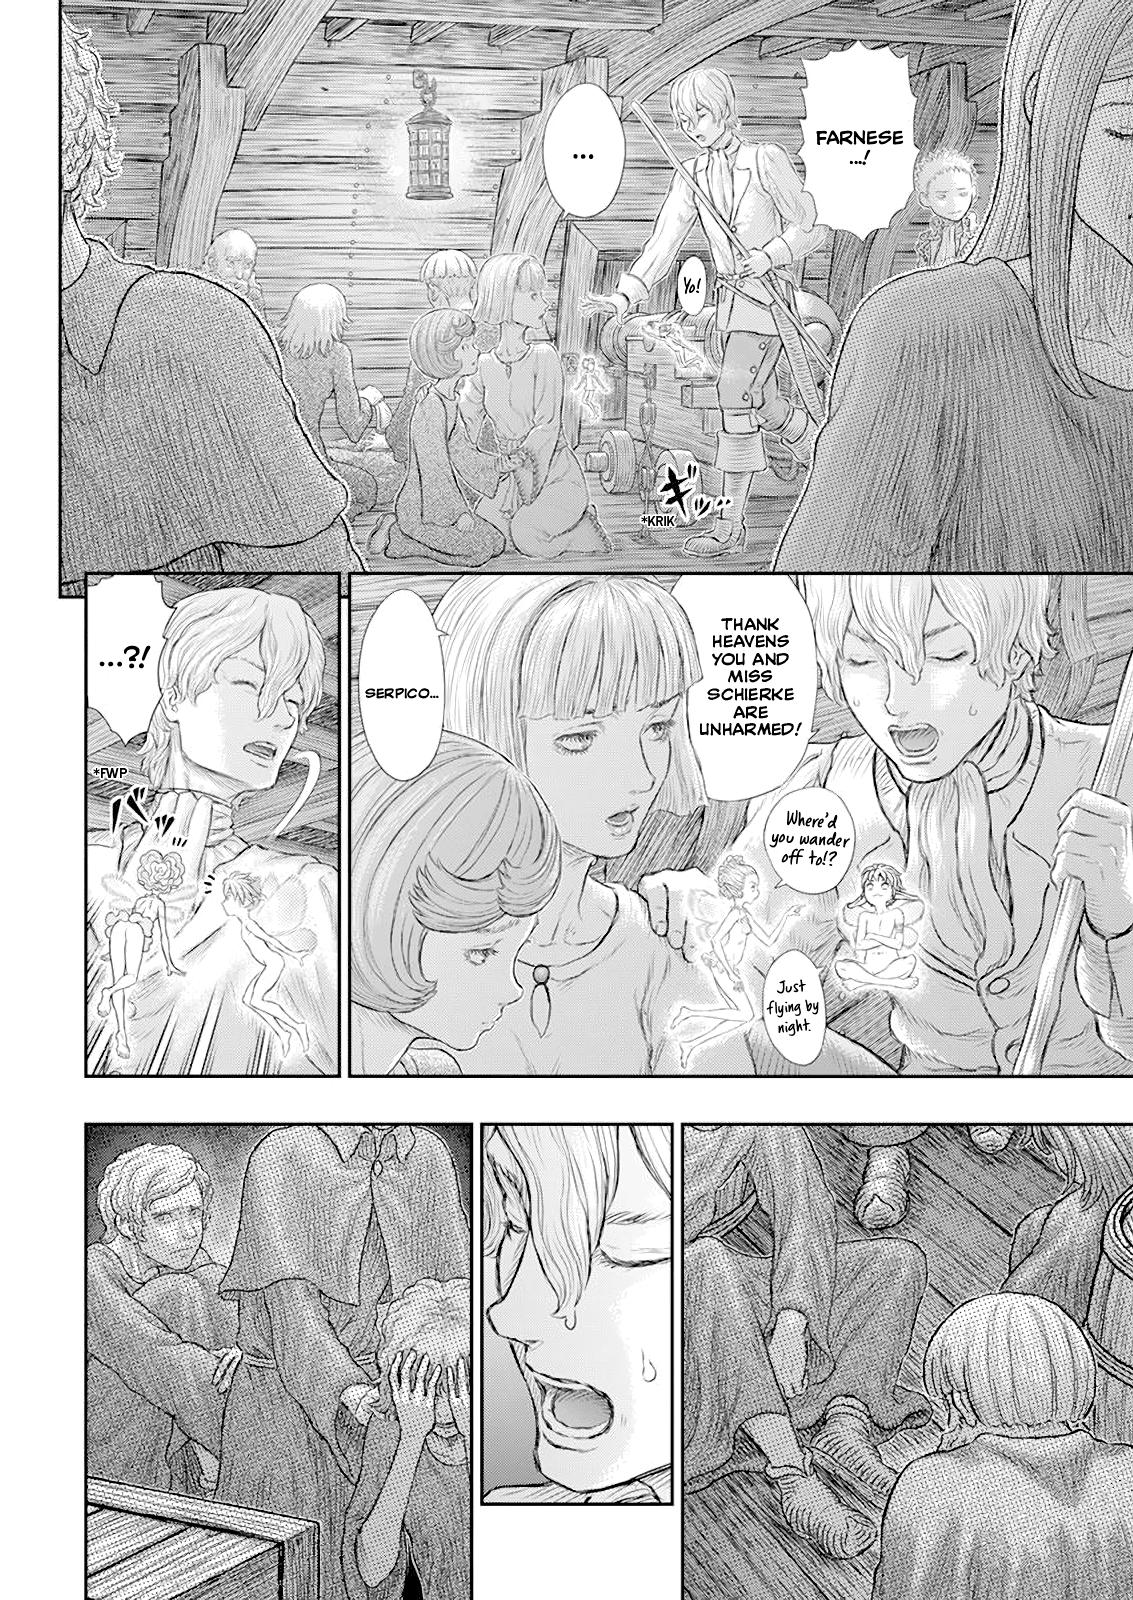 FARNESE
...!
...
Yo!
ギッ‥
*KRIK
THANK
HEAVENS
YOU AND
MISS
SCHIERKE
ARE
UNHARMED!
SERPICO...
Where'd
you wander
off to!?
Just
flying by
night.
...?!
*FWP